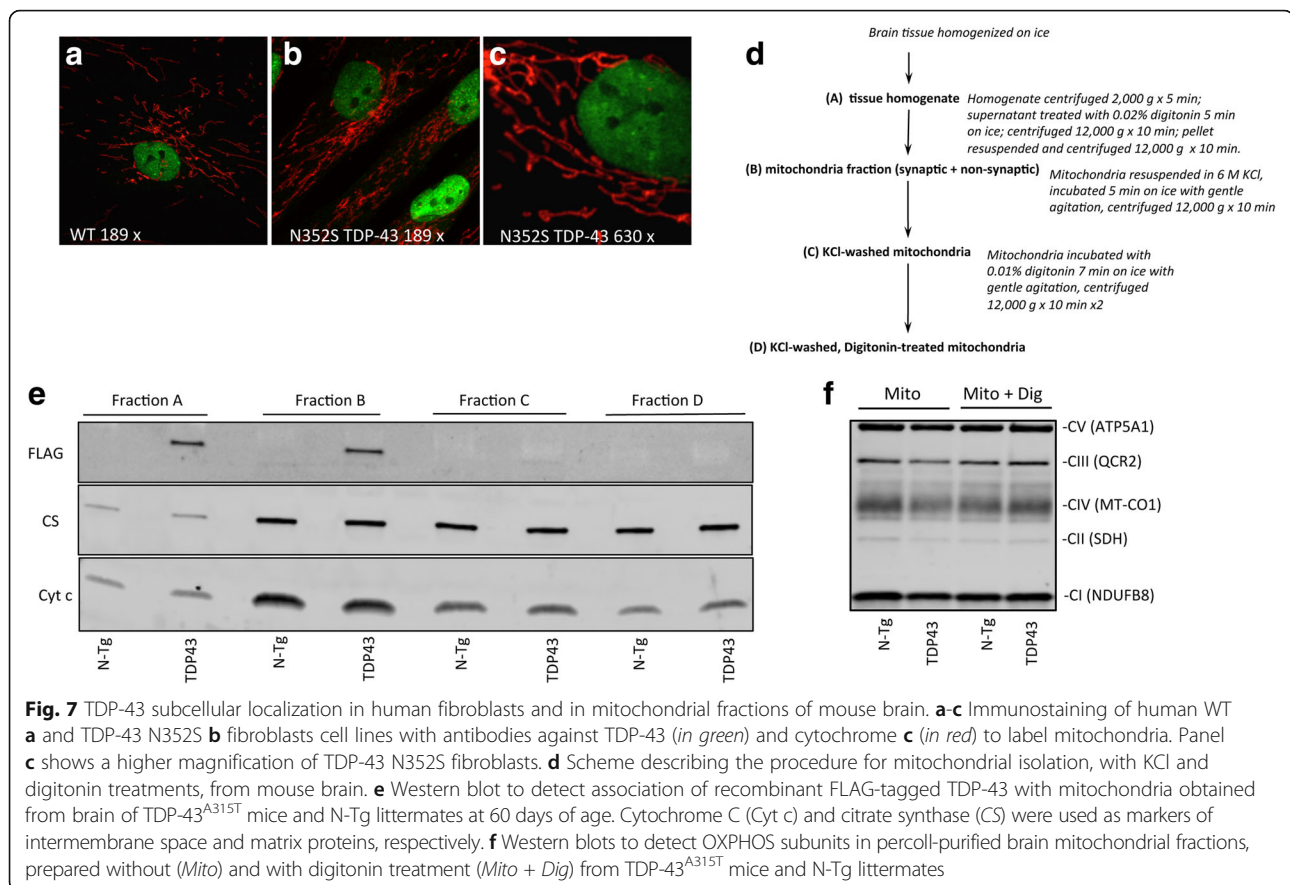 a
WT 189 x
b
N352S TDP-43 189 x
c
N352S TDP-43 630 x
d
Brain tissue homogenized on ice
(A) tissue homogenate
Homogenate centrifuged 2,000 g x 5 min;
supernatant treated with 0.02% digitonin 5 min
on ice; centrifuged 12,000 g x 10 min; pellet
resuspended and centrifuged 12,000 g x 10 min.
(B) mitochondria fraction (synaptic + non-synaptic)
Mitochondria resuspended in 6 M KCl,
incubated 5 min on ice with gentle
agitation, centrifuged 12,000 g x 10 min
(C) KCl-washed mitochondria
Mitochondria incubated with
0.01% digitonin 7 min on ice with
gentle agitation, centrifuged
12,000 g x 10 min x2
(D) KCl-washed, Digitonin-treated mitochondria
e
Fraction A Fraction B Fraction C Fraction D
FLAG
CS
Cyt c
N-Tg TDP43 N-Tg TDP43 N-Tg TDP43 N-Tg TDP43
f
Mito Mito + Dig
-CV (ATP5A1)
-CIII (QCR2)
-CIV (MT-CO1)
-CII (SDH)
-CI (NDUFB8)
N-Tg TDP43 N-Tg TDP43
Fig. 7 TDP-43 subcellular localization in human fibroblasts and in mitochondrial fractions of mouse brain. a-c Immunostaining of human WT
a and TDP-43 N352S b fibroblasts cell lines with antibodies against TDP-43 (in green) and cytochrome c (in red) to label mitochondria. Panel
c shows a higher magnification of TDP-43 N352S fibroblasts. d Scheme describing the procedure for mitochondrial isolation, with KCl and
digitonin treatments, from mouse brain. e Western blot to detect association of recombinant FLAG-tagged TDP-43 with mitochondria obtained
from brain of TDP-43A315T mice and N-Tg littermates at 60 days of age. Cytochrome C (Cyt c) and citrate synthase (CS) were used as markers of
intermembrane space and matrix proteins, respectively. f Western blots to detect OXPHOS subunits in percoll-purified brain mitochondrial fractions,
prepared without (Mito) and with digitonin treatment (Mito + Dig) from TDP-43A315T mice and N-Tg littermates